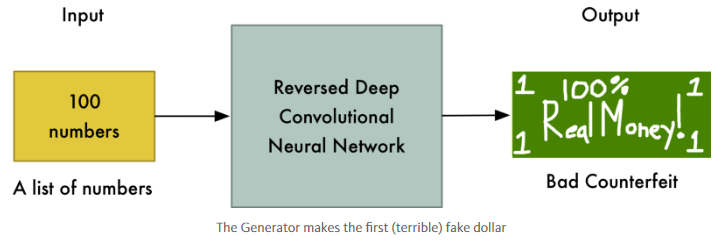 Input
Output
100
numbers
A list of numbers
Reversed Deep
Convolutional
Neural Network
1 100% 1
Real Money!
1 1
Bad Counterfeit
The Generator makes the first (terrible) fake dollar